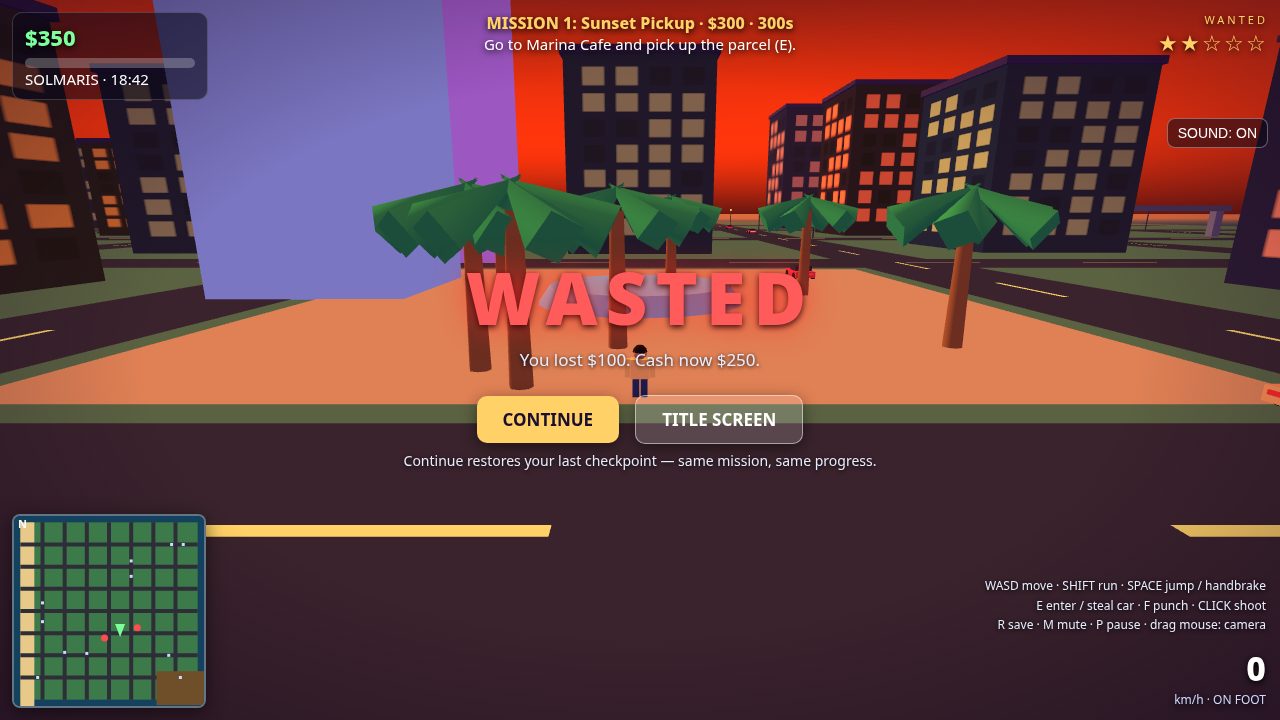 $350
SOLMARIS · 18:42
MISSION 1: Sunset Pickup · $300 · 300s
Go to Marina Cafe and pick up the parcel (E).
WANTED
★★☆☆☆
SOUND: ON
WASTED
You lost $100. Cash now $250.
CONTINUE
TITLE SCREEN
Continue restores your last checkpoint — same mission, same progress.
N
WASD move · SHIFT run · SPACE jump / handbrake
E enter / steal car · F punch · CLICK shoot
R save · M mute · P pause · drag mouse: camera
0
km/h · ON FOOT